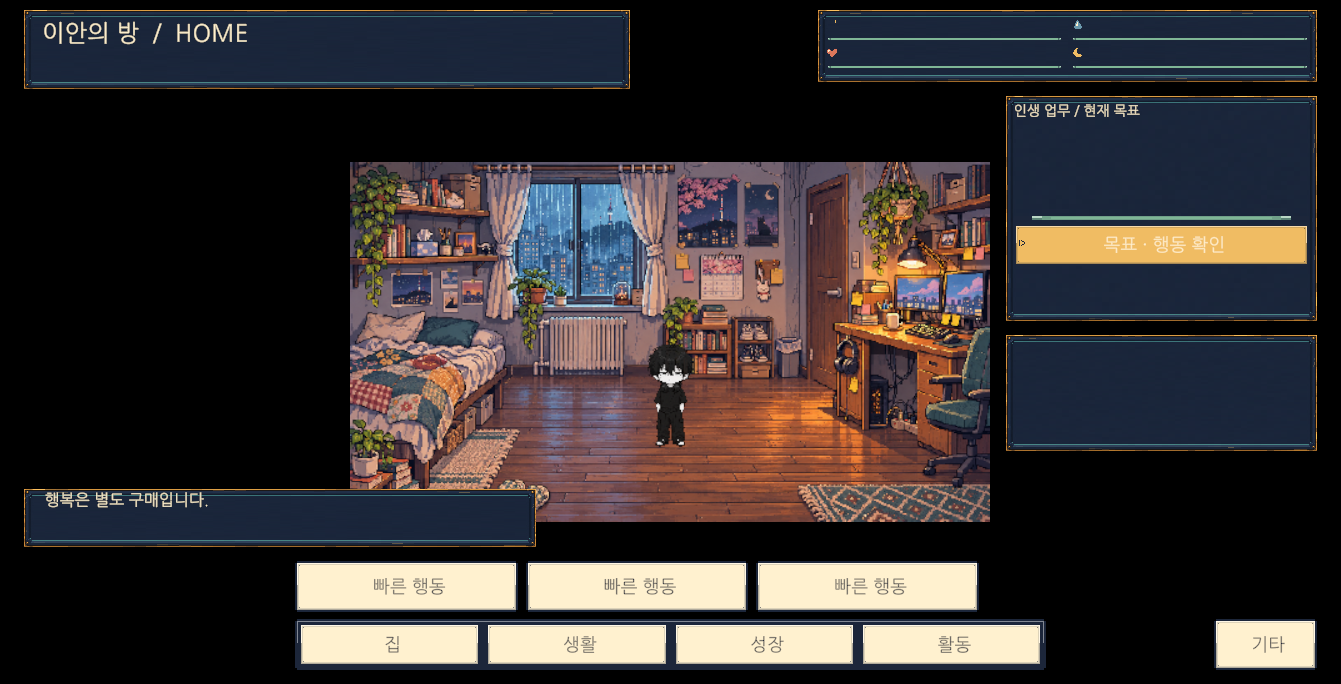 이안의 방 / HOME
인생 업무 / 현재 목표
목표 · 행동 확인
행복은 별도 구매입니다.
빠른 행동
빠른 행동
빠른 행동
집
생활
성장
활동
기타